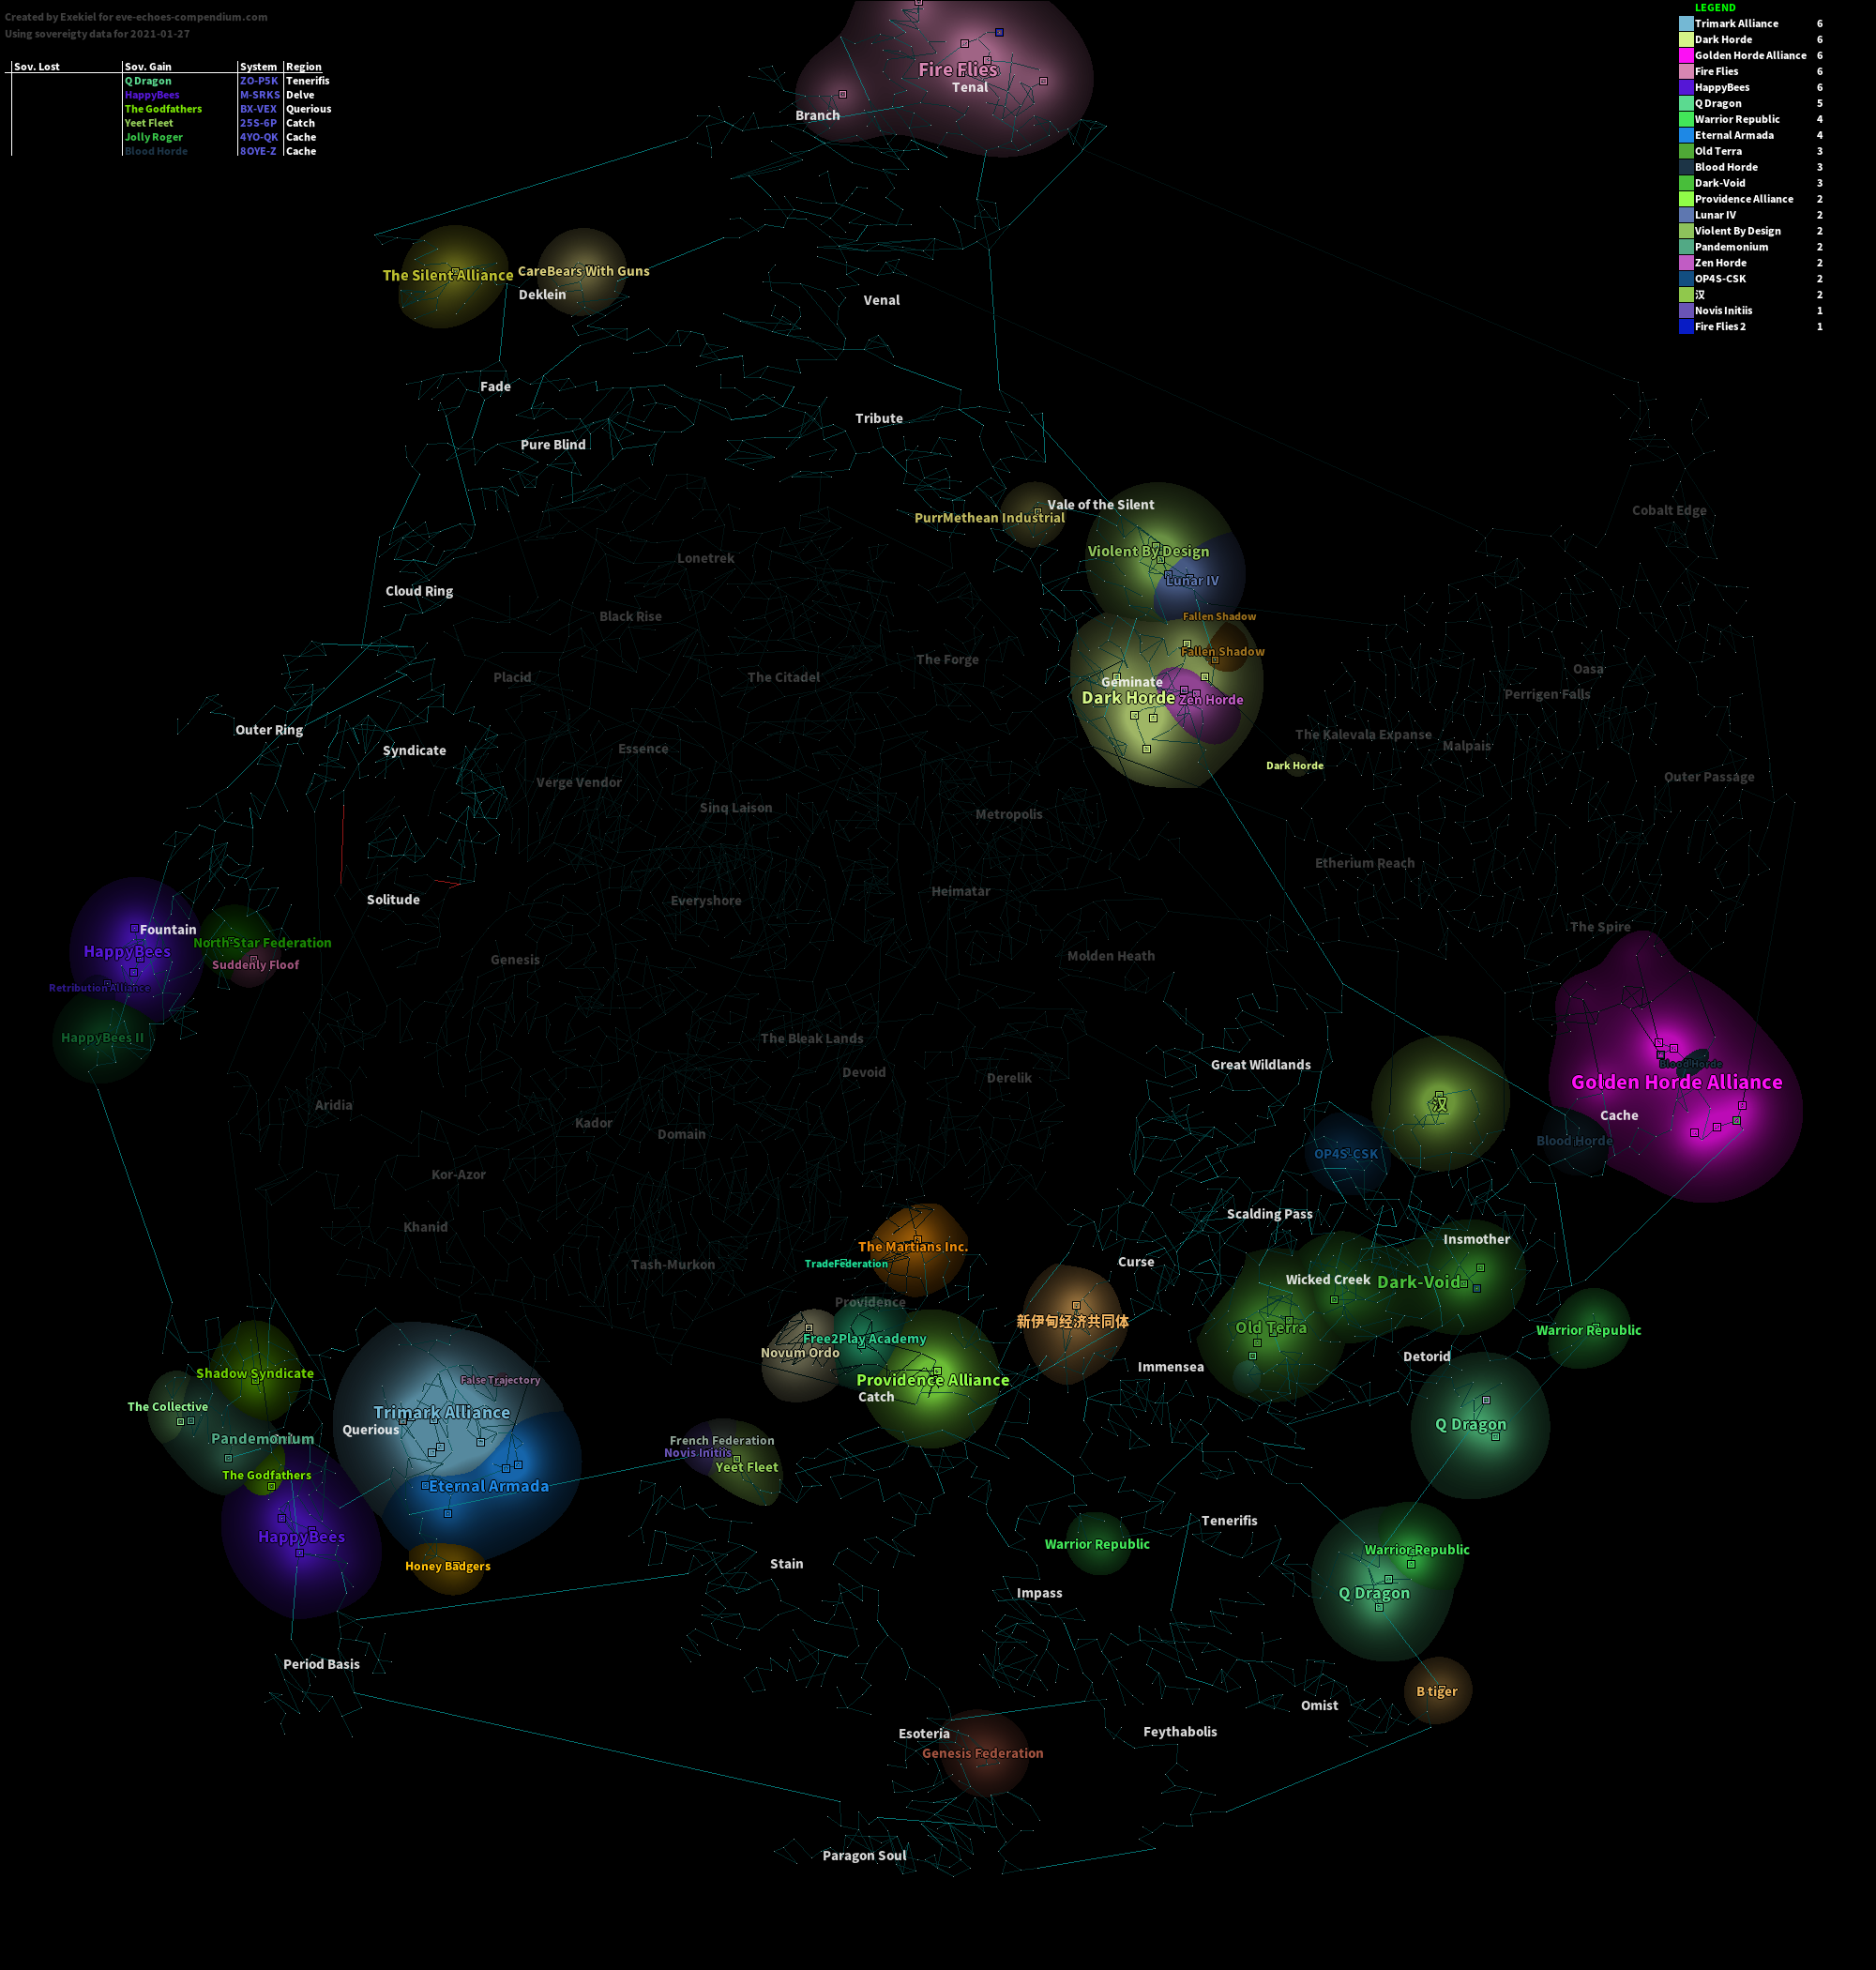 Created by Exekiel for eve-echoes-compendium.com
Using sovereigty data for 2021-01-27
Sov. Lost Sov. Gain System Region
Q Dragon ZO-P5K Tenerifis
HappyBees M-SRKS Delve
The Godfathers BX-VEX Querious
Yeet Fleet 25S-6P Catch
Jolly Roger 4YO-QK Cache
Blood Horde 8OYE-Z Cache
LEGEND
Trimark Alliance 6
Dark Horde 6
Golden Horde Alliance 6
Fire Flies 6
HappyBees 6
Q Dragon 5
Warrior Republic 4
Eternal Armada 4
Old Terra 3
Blood Horde 3
Dark-Void 3
Providence Alliance 2
Lunar IV 2
Violent By Design 2
Pandemonium 2
Zen Horde 2
OP4S-CSK 2
汉 2
Novis Initiis 1
Fire Flies 2 1
Fire Flies
Tenal
Branch
The Silent Alliance
CareBears With Guns
Deklein
Venal
Fade
Tribute
Pure Blind
Vale of the Silent
PurrMethean Industrial
Cobalt Edge
Violent By Design
Lonetrek
Lunar IV
Cloud Ring
Black Rise
Fallen Shadow
Fallen Shadow
The Forge
Oasa
Placid
The Citadel
Geminate
Dark Horde
Zen Horde
Perrigen Falls
Outer Ring
Syndicate
Essence
The Kalevala Expanse
Malpais
Dark Horde
Outer Passage
Verge Vendor
Sinq Laison
Metropolis
Etherium Reach
Solitude
Everyshore
Heimatar
Fountain
The Spire
North Star Federation
HappyBees
Suddenly Floof
Genesis
Molden Heath
Retribution Alliance
HappyBees II
The Bleak Lands
Great Wildlands
Blood Horde
Devoid
Derelik
Golden Horde Alliance
Aridia
汉
Cache
Kador
Domain
Blood Horde
OP4S-CSK
Kor-Azor
Khanid
Scalding Pass
The Martians Inc.
Insmother
Tash-Murkon
TradeFederation
Curse
Wicked Creek
Dark-Void
Providence
新伊甸经济共同体
Old Terra
Warrior Republic
Free2Play Academy
Novum Ordo
Detorid
Immensea
Shadow Syndicate
False Trajectory
Providence Alliance
Catch
The Collective
Trimark Alliance
Querious
Q Dragon
Pandemonium
French Federation
Novis Initiis
Yeet Fleet
The Godfathers
Eternal Armada
HappyBees
Tenerifis
Warrior Republic
Warrior Republic
Honey Badgers
Stain
Impass
Q Dragon
Period Basis
B tiger
Omist
Esoteria
Feythabolis
Genesis Federation
Paragon Soul